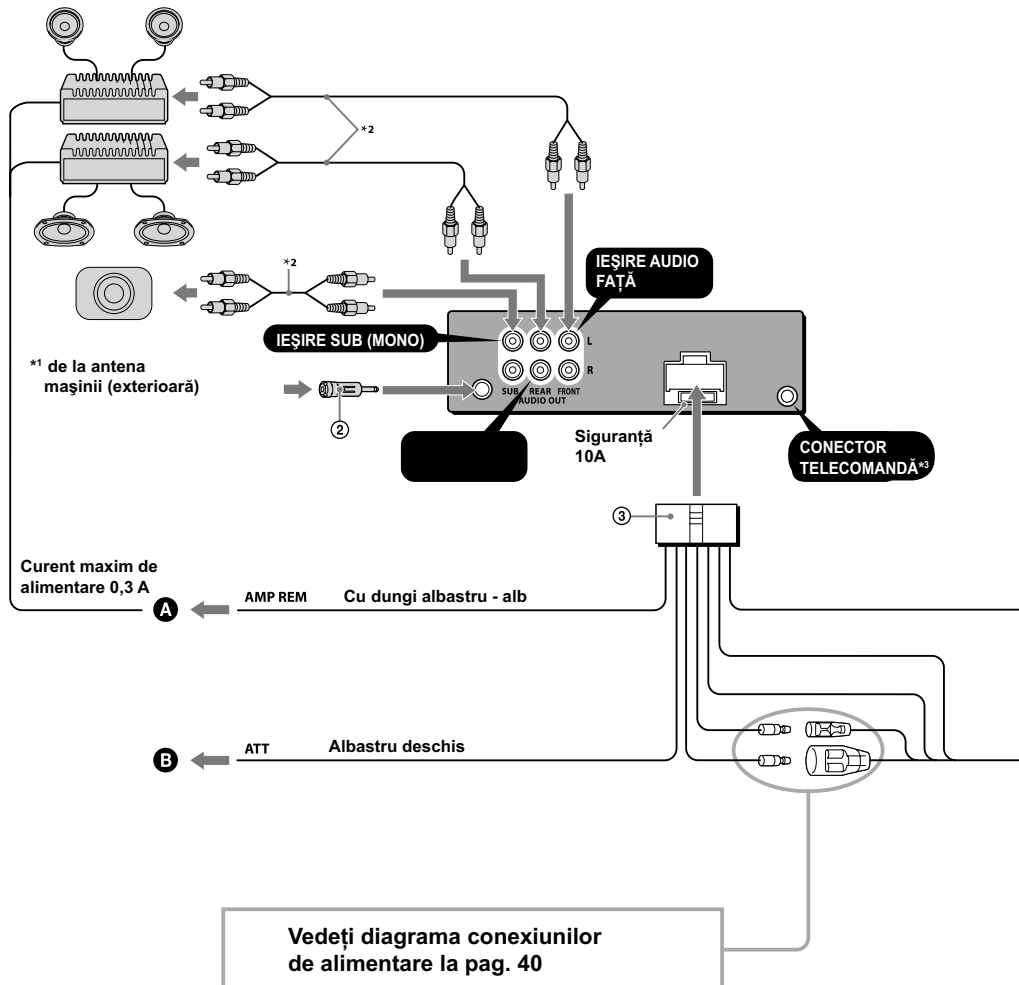 *2
IEŞIRE AUDIO
FAŢĂ
*2
IEŞIRE SUB (MONO)
L
*1 de la antena
maşinii (exterioară)
R
SUB REAR FRONT
AUDIO OUT
②
Siguranţă
10A
CONECTOR
TELECOMANDĂ*3
③
Curent maxim de
alimentare 0,3 A
A
AMP REM
Cu dungi albastru - alb
B
ATT
Albastru deschis
Vedeţi diagrama conexiunilor
de alimentare la pag. 40